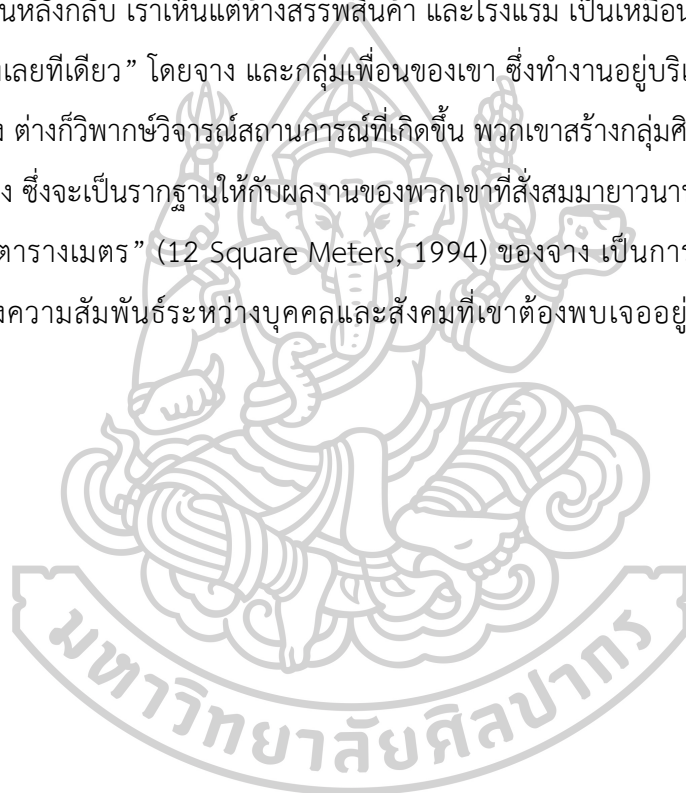 นหลังกลับ เราเห็นแต่ห้างสรรพสินค้า และโรงแรม เป็นเหมือน
เลยทีเดียว” โดยจาง และกลุ่มเพื่อนของเขา ซึ่งทำงานอยู่บริเ
ง ต่างก็วิพากษ์วิจารณ์สถานการณ์ที่เกิดขึ้น พวกเขาสร้างกลุ่มศิ
ง ซึ่งจะเป็นรากฐานให้กับผลงานของพวกเขาที่สั่งสมมายาวนา
ตารางเมตร” (12 Square Meters, 1994) ของจาง เป็นการ
งความสัมพันธ์ระหว่างบุคคลและสังคมที่เขาต้องพบเจออยู่
มหาวิทยาลัยศิลปากร